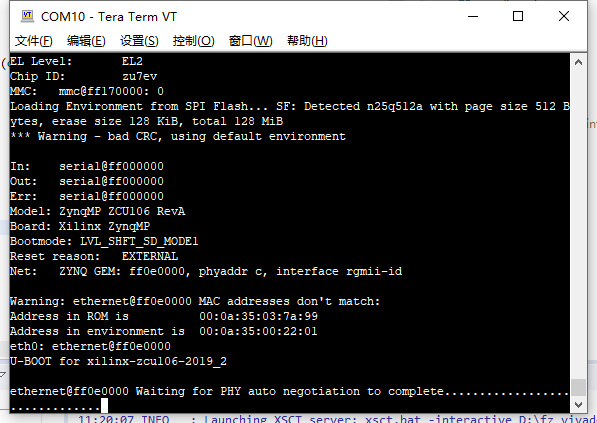 COM10 - Tera Term VT
文件(F) 编辑(E) 设置(S) 控制(O) 窗口(W) 帮助(H)
EL Level: EL2
Chip ID: zu7ev
MMC: mmc@ff170000: 0
Loading Environment from SPI Flash... SF: Detected n25q512a with page size 512 B
ytes, erase size 128 KiB, total 128 MiB
*** Warning - bad CRC, using default environment
In: serial@ff000000
Out: serial@ff000000
Err: serial@ff000000
Model: ZynqMP ZCU106 RevA
Board: Xilinx ZynqMP
Bootmode: LVL_SHFT_SD_MODE1
Reset reason: EXTERNAL
Net: ZYNQ GEM: ff0e0000, phyaddr c, interface rgmii-id
Warning: ethernet@ff0e0000 MAC addresses don't match:
Address in ROM is 00:0a:35:03:7a:99
Address in environment is 00:0a:35:00:22:01
eth0: ethernet@ff0e0000
U-BOOT for xilinx-zcu106-2019_2
ethernet@ff0e0000 Waiting for PHY auto negotiation to complete..................
.............
11:20:07 INFO : Launching XSCT server: xsct.bat -interactive D:\fz_vivado